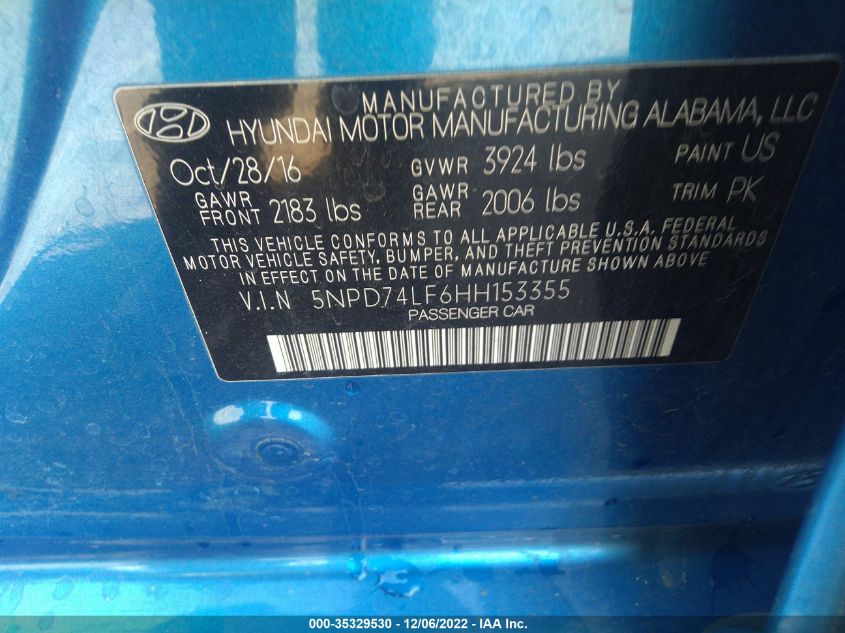 MANUFACTURED BY
HYUNDAI MOTOR MANUFACTURING ALABAMA, LLC
Oct/28/16 GVWR 3924 lbs PAINT US
GAWR FRONT 2183 lbs GAWR REAR 2006 lbs TRIM PK
THIS VEHICLE CONFORMS TO ALL APPLICABLE U.S.A. FEDERAL
MOTOR VEHICLE SAFETY, BUMPER, AND THEFT PREVENTION STANDARDS
IN EFFECT ON THE DATE OF MANUFACTURE SHOWN ABOVE
V.I.N 5NPD74LF6HH153355
PASSENGER CAR
000-35329530 - 12/06/2022 - IAA Inc.